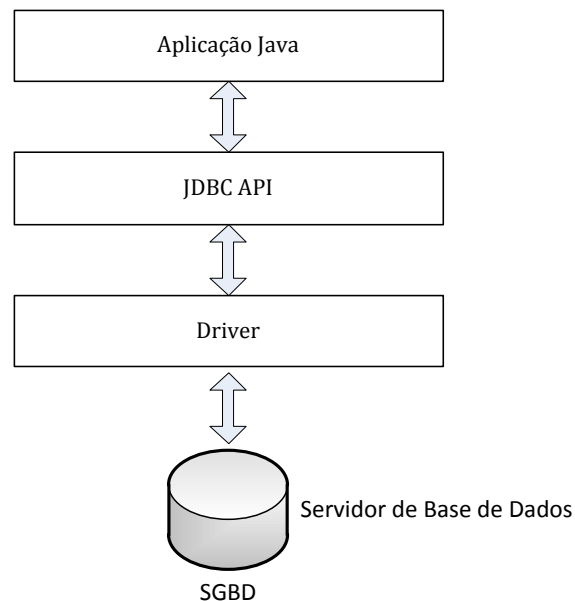 Aplicação Java
JDBC API
Driver
Servidor de Base de Dados
SGBD